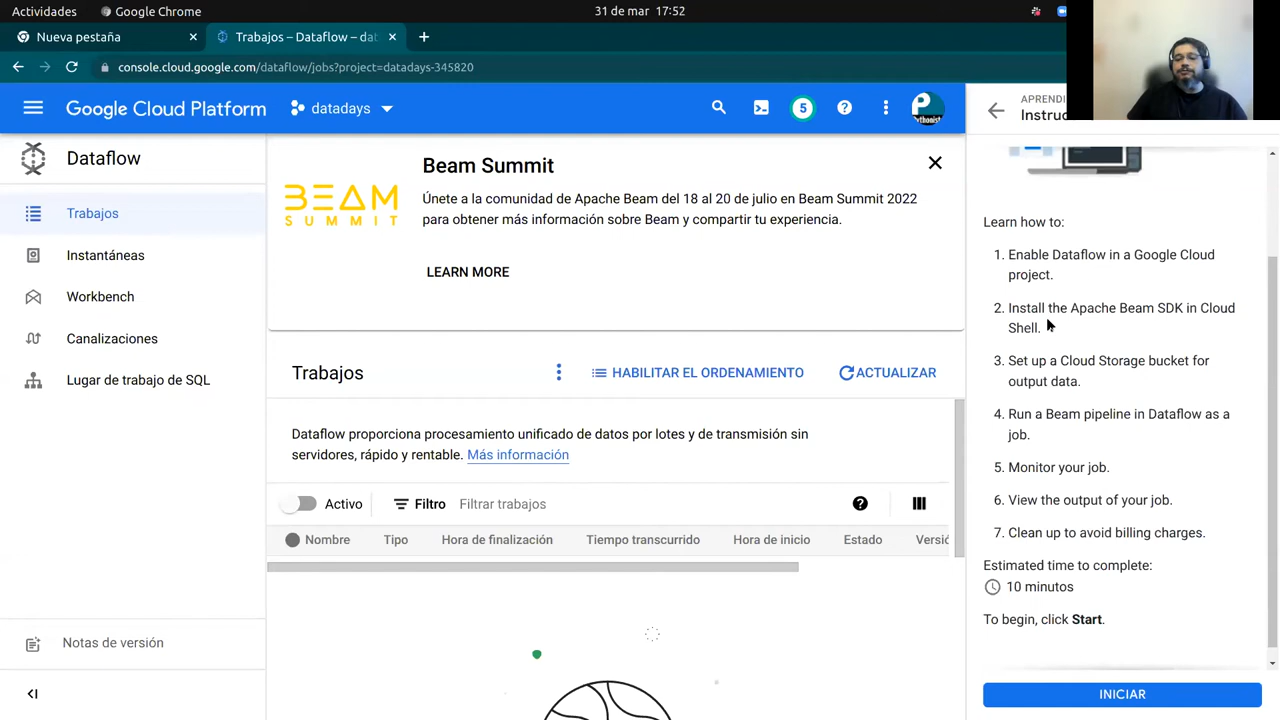 Actividades
Google Chrome
31 de mar 17:52
Nueva pestaña
Trabajos – Dataflow – dat
console.cloud.google.com/dataflow/jobs?project=datadays-345820
Google Cloud Platform
datadays
5
Dataflow
Trabajos
Instantáneas
Workbench
Canalizaciones
Lugar de trabajo de SQL
Notas de versión
BEAM
SUMMIT
Beam Summit
Únete a la comunidad de Apache Beam del 18 al 20 de julio en Beam Summit 2022
para obtener más información sobre Beam y compartir tu experiencia.
LEARN MORE
Trabajos
HABILITAR EL ORDENAMIENTO
ACTUALIZAR
Dataflow proporciona procesamiento unificado de datos por lotes y de transmisión sin
servidores, rápido y rentable. Más información
Activo
Filtro
Filtrar trabajos
Nombre
Tipo
Hora de finalización
Tiempo transcurrido
Hora de inicio
Estado
Versió
APRENDI
Instruc
Learn how to:
1. Enable Dataflow in a Google Cloud
project.
2. Install the Apache Beam SDK in Cloud
Shell.
3. Set up a Cloud Storage bucket for
output data.
4. Run a Beam pipeline in Dataflow as a
job.
5. Monitor your job.
6. View the output of your job.
7. Clean up to avoid billing charges.
Estimated time to complete:
10 minutos
To begin, click Start.
INICIAR